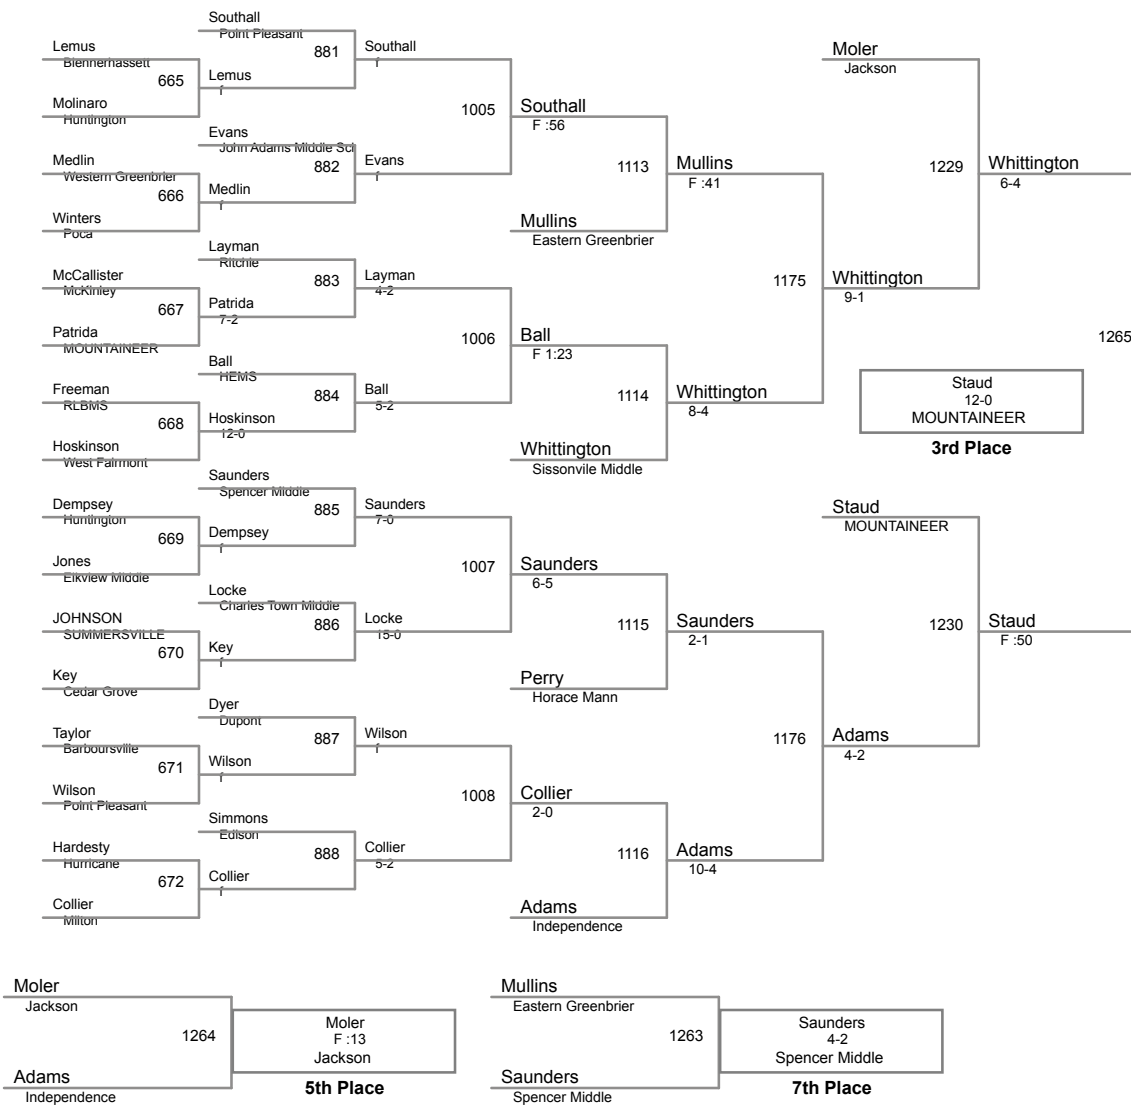 Southall
Point Pleasant
Lemus
Blennerhassett
881
Southall
f
Moler
Jackson
665
Lemus
f
Molinaro
Huntington
1005
Southall
F :56
Evans
John Adams Middle Scl
Medlin
Western Greenbrier
882
Evans
f
1113
Mullins
F :41
1229
Whittington
6-4
666
Medlin
f
Winters
Poca
Mullins
Eastern Greenbrier
Layman
Ritchie
McCallister
McKinley
883
Layman
4-2
1175
Whittington
9-1
667
Patrida
7-2
Patrida
MOUNTAINEER
1006
Ball
F 1:23
1265
Ball
HEMS
Freeman
RLBMS
884
Ball
5-2
1114
Whittington
8-4
Staud
12-0
MOUNTAINEER
3rd Place
668
Hoskinson
12-0
Hoskinson
West Fairmont
Whittington
Sissonvile Middle
Saunders
Spencer Middle
Dempsey
Huntington
885
Saunders
7-0
Staud
MOUNTAINEER
669
Dempsey
f
Jones
Elkview Middle
1007
Saunders
6-5
Locke
Charles Town Middle
JOHNSON
SUMMERSVILLE
886
Locke
15-0
1115
Saunders
2-1
1230
Staud
F :50
670
Key
f
Key
Cedar Grove
Perry
Horace Mann
Dyer
Dupont
Taylor
Barboursville
887
Wilson
f
1176
Adams
4-2
671
Wilson
f
Wilson
Point Pleasant
1008
Collier
2-0
Simmons
Edison
Hardesty
Hurricane
888
Collier
5-2
1116
Adams
10-4
672
Collier
f
Collier
Milton
Adams
Independence
Moler
Jackson
1264
Moler
F :13
Jackson
5th Place
Adams
Independence
Mullins
Eastern Greenbrier
1263
Saunders
4-2
Spencer Middle
7th Place
Saunders
Spencer Middle